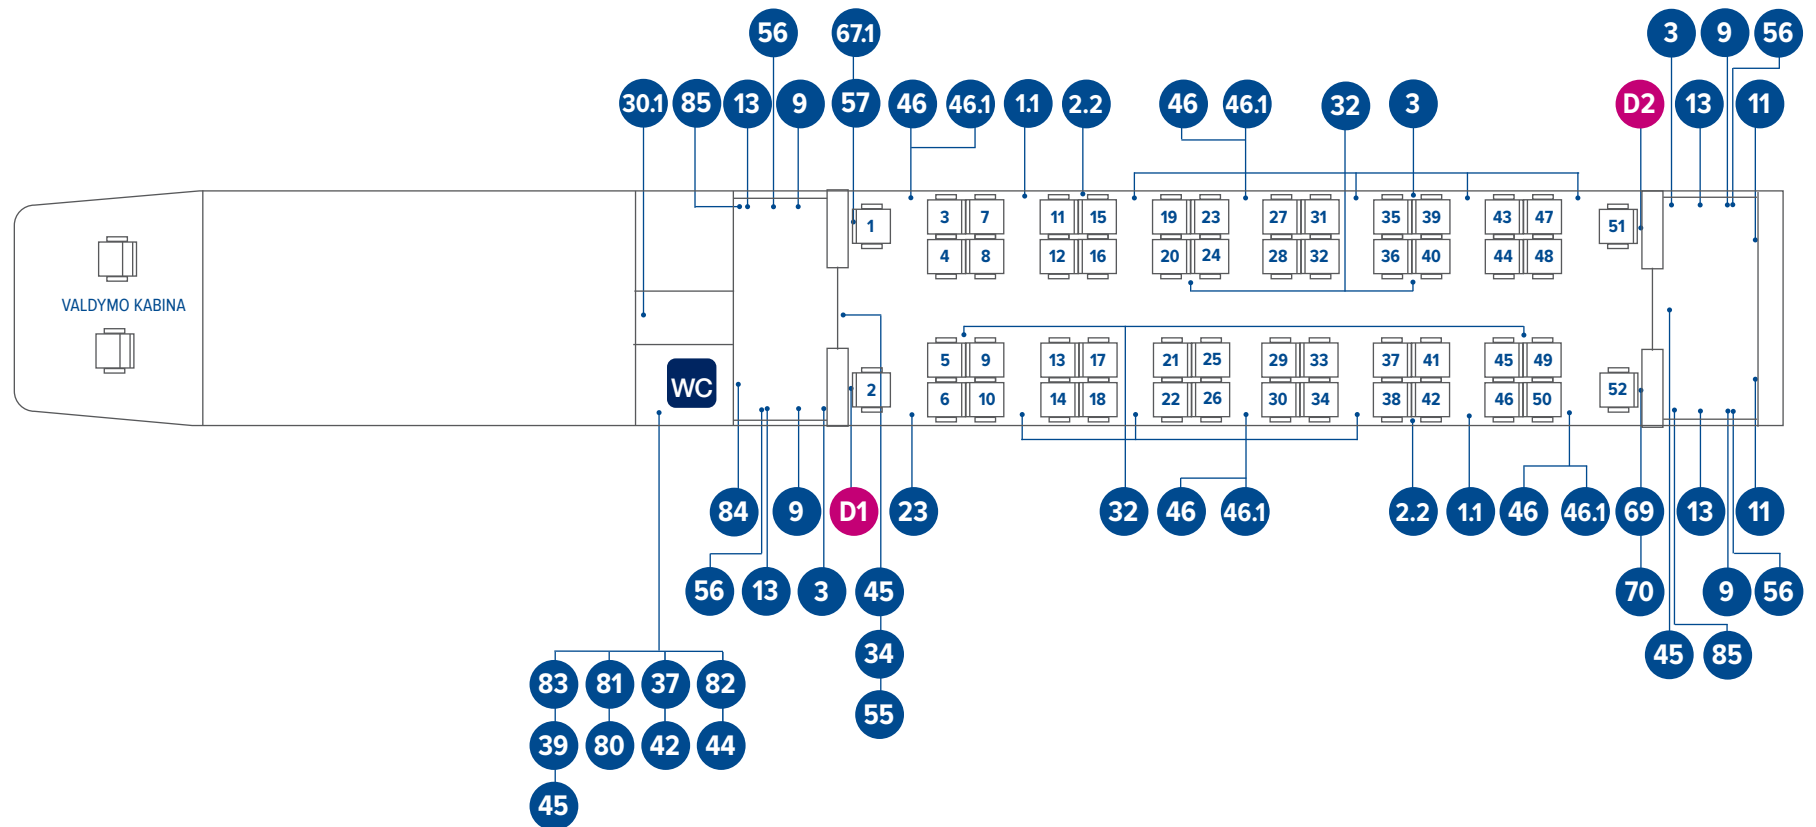 56 67.1 3 9 56
30.1 85 13 9 57 46 46.1 1.1 2.2 46 46.1 32 3 D2 13 11
1 3 7 11 15 19 23 27 31 35 39 43 47 51
4 8 12 16 20 24 28 32 36 40 44 48
VALDYMO KABINA
5 9 13 17 21 25 29 33 37 41 45 49
WC 2 6 10 14 18 22 26 30 34 38 42 46 50 52
84 9 D1 23 32 46 46.1 2.2 1.1 46 46.1 69 13 11
56 13 3 45 70 9 56
34 45 85
83 81 37 82
55
39 80 42 44
45